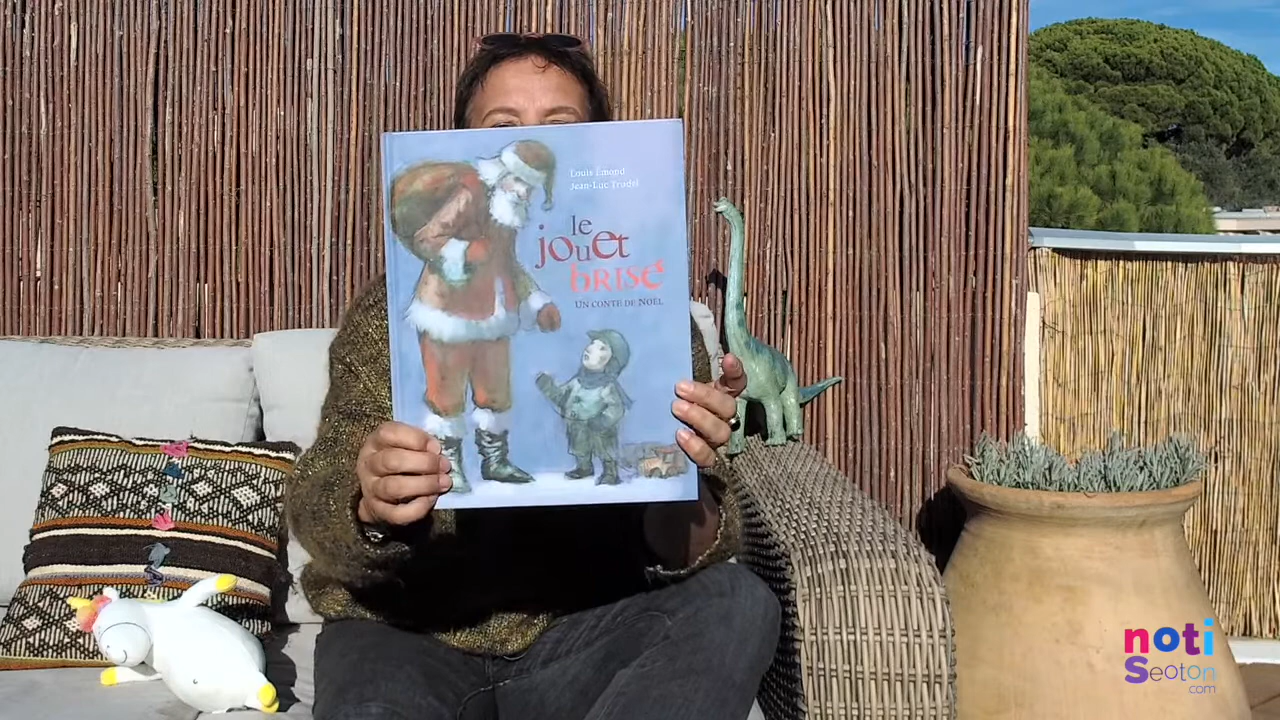 Louis Émond
Jean-Luc Trudel
le
jouet
brisé
UN CONTE DE NOËL
noti
Seoton
.com